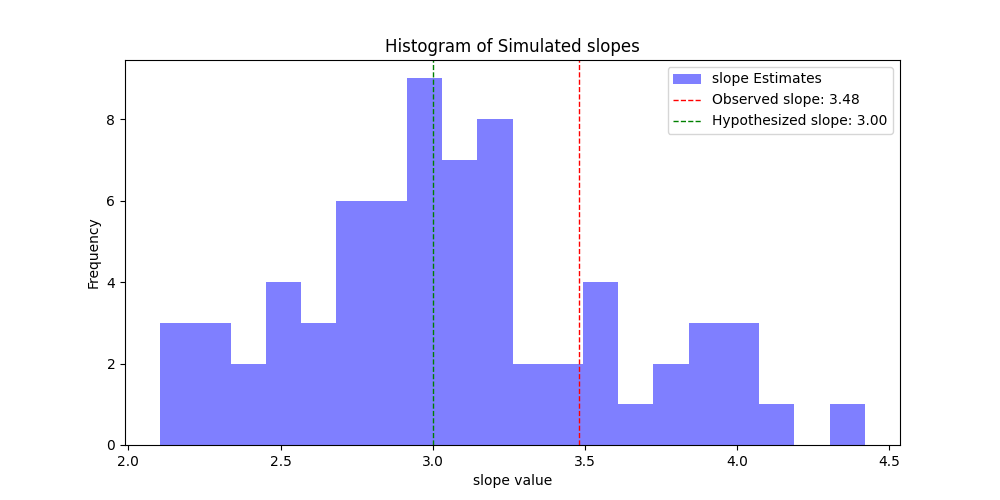 Histogram of Simulated slopes
slope Estimates
Observed slope: 3.48
Hypothesized slope: 3.00
Frequency
8
6
4
2
0
2.0 2.5 3.0 3.5 4.0 4.5
slope value